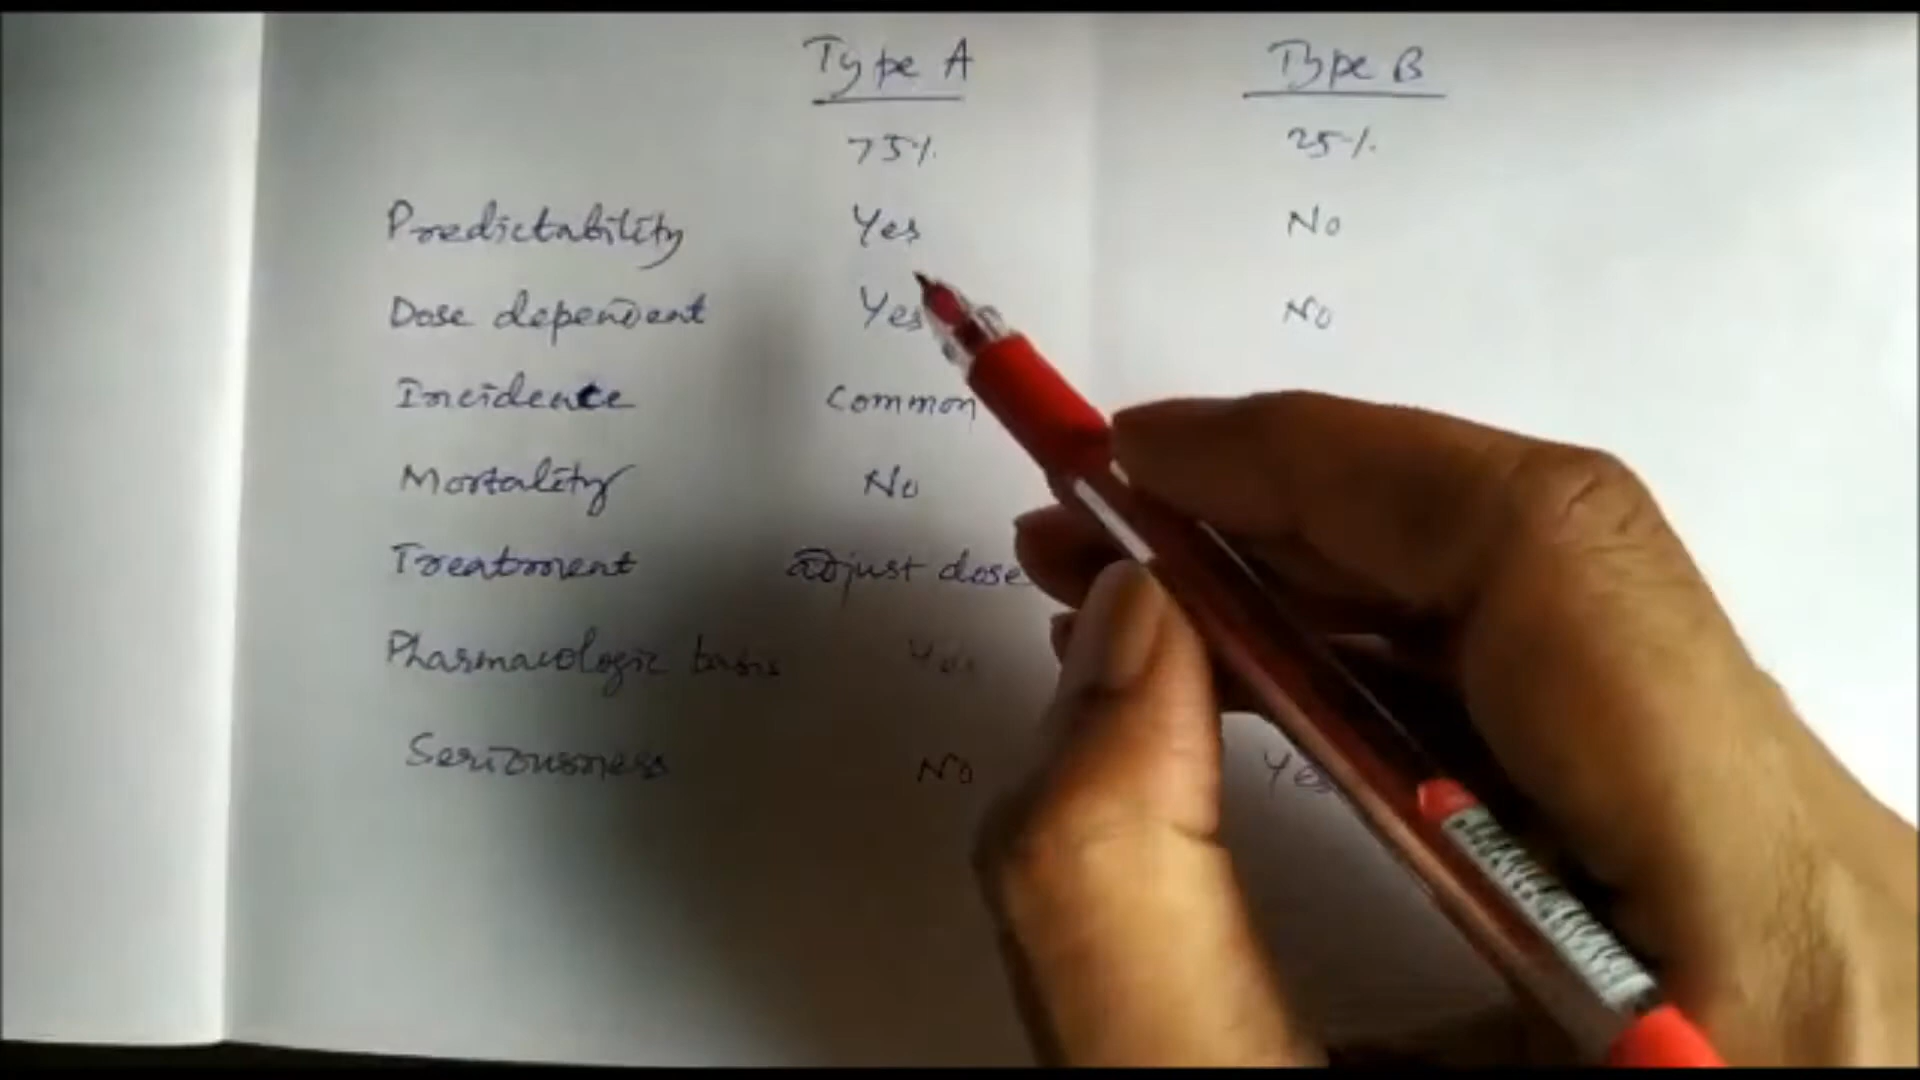 Type A Type B
75% 25%
Predictability Yes No
Dose dependent Yes No
Incidence Common
Mortality No
Treatment adjust dose
Pharmacologic basis Yes
Seriousness No Yes